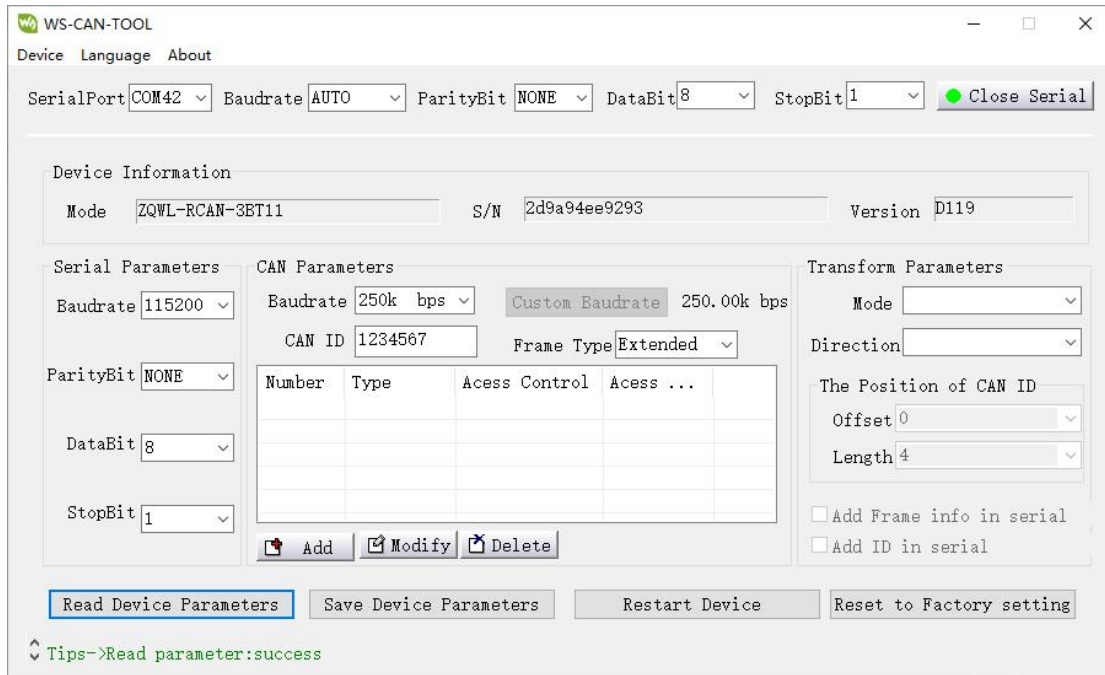 WS-CAN-TOOL
Device Language About
SerialPort COM42 Baudrate AUTO ParityBit NONE DataBit 8 StopBit 1 Close Serial
Device Information
Mode ZQWL-RCAN-3BT11 S/N 2d9a94ee9293 Version D119
Serial Parameters CAN Parameters Transform Parameters
Baudrate 115200 Baudrate 250k bps Custom Baudrate 250.00k bps Mode
CAN ID 1234567 Frame Type Extended Direction
ParityBit NONE Number Type Acess Control Acess ... The Position of CAN ID
Offset 0
DataBit 8 Length 4
StopBit 1 Add Frame info in serial
Add Modify Delete Add ID in serial
Read Device Parameters Save Device Parameters Restart Device Reset to Factory setting
Tips->Read parameter:success